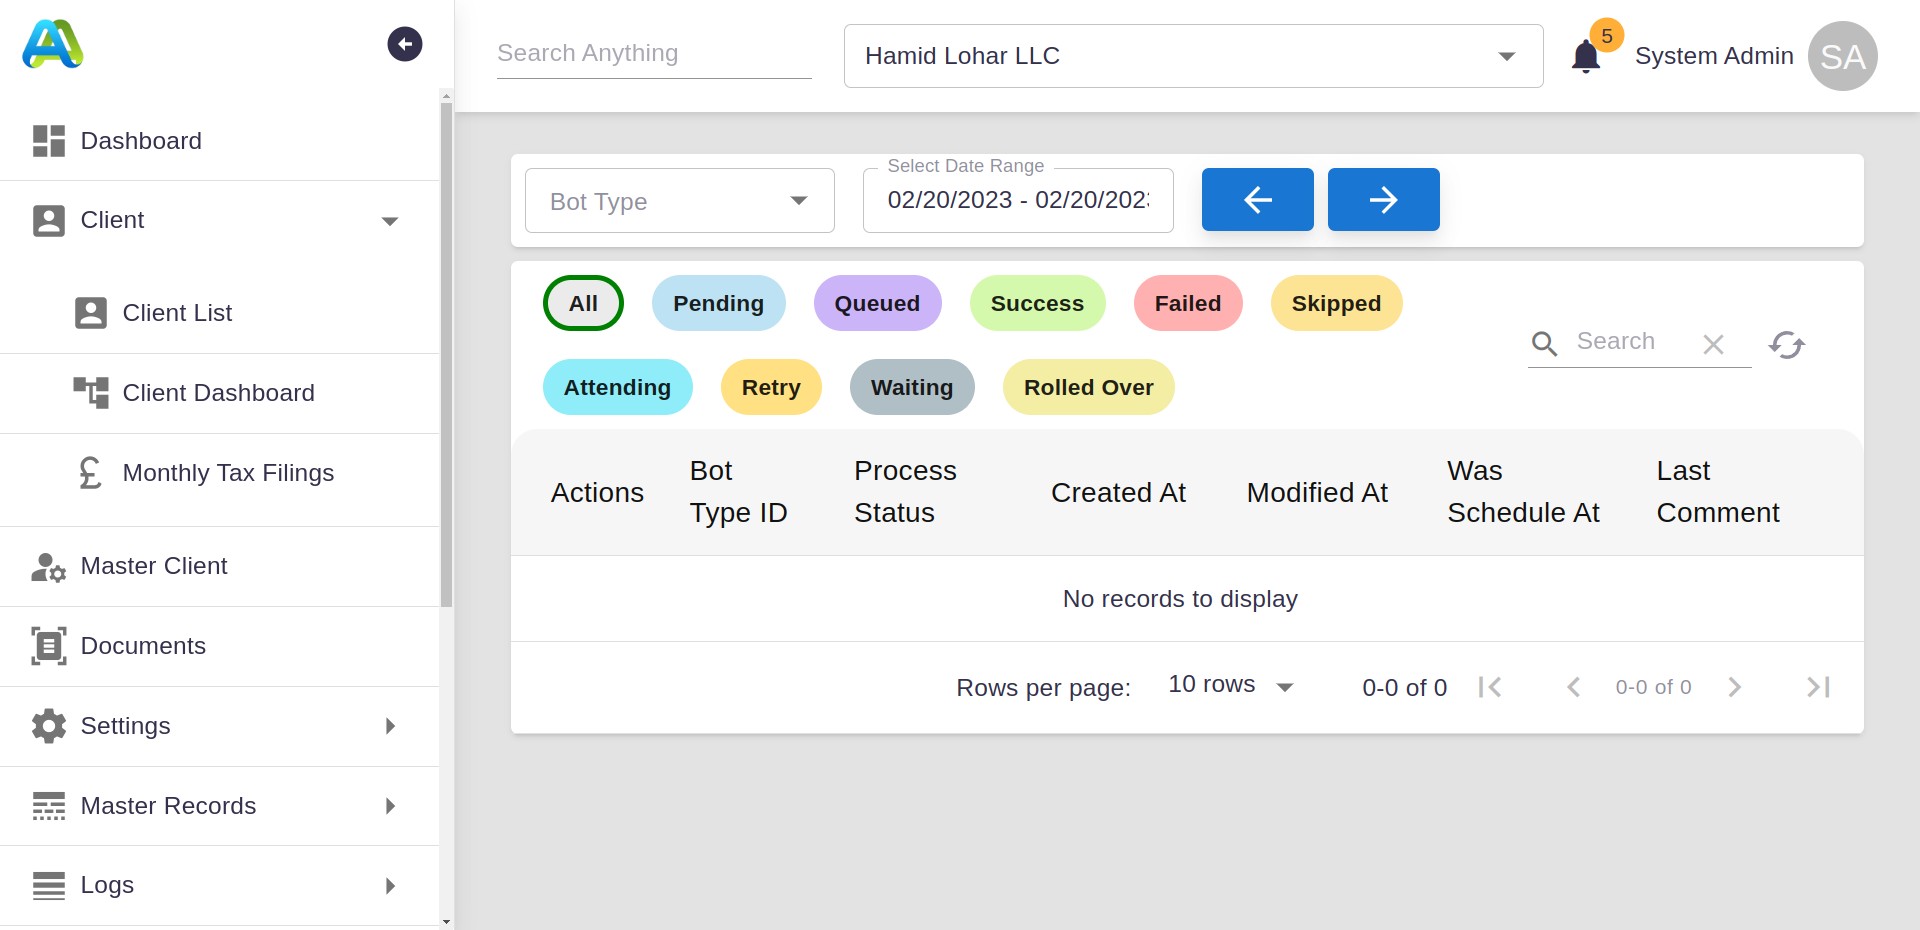 Search Anything
Hamid Lohar LLC
5
System Admin
SA
Dashboard
Client
Client List
Client Dashboard
Monthly Tax Filings
Master Client
Documents
Settings
Master Records
Logs
Bot Type
Select Date Range
02/20/2023 - 02/20/202
All
Pending
Queued
Success
Failed
Skipped
Attending
Retry
Waiting
Rolled Over
Search
Actions
Bot
Type ID
Process
Status
Created At
Modified At
Was
Schedule At
Last
Comment
No records to display
Rows per page:
10 rows
0-0 of 0
0-0 of 0